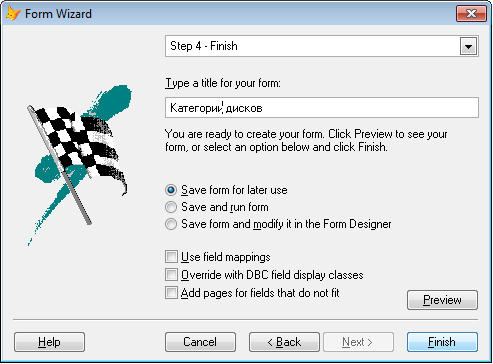 Form Wizard
Step 4 - Finish
Type a title for your form:
Категории дисков
You are ready to create your form. Click Preview to see your
form, or select an option below and click Finish.
Save form for later use
Save and run form
Save form and modify it in the Form Designer
Use field mappings
Override with DBC field display classes
Add pages for fields that do not fit
Preview
Help
Cancel
< Back
Next >
Finish